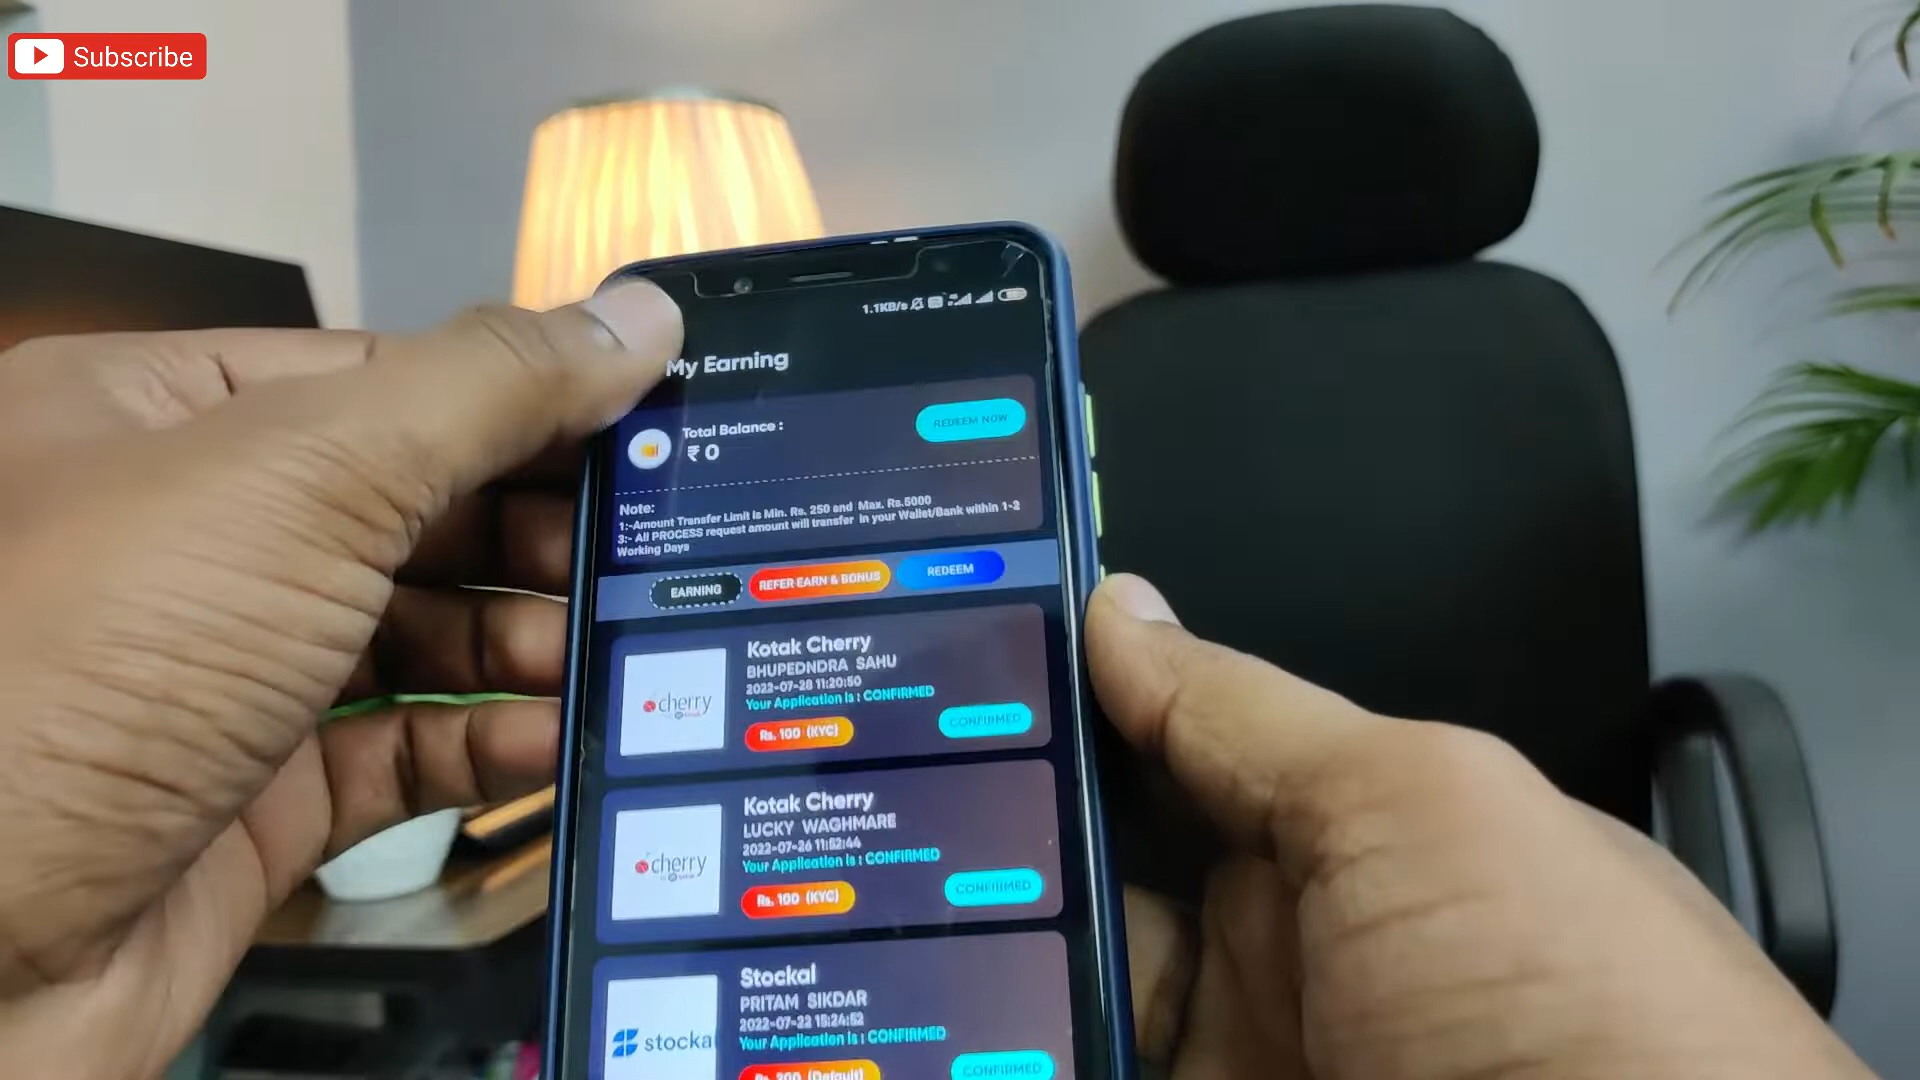 Subscribe
1.1KB/s
My Earning
Total Balance :
₹ 0
REDEEM NOW
Note:
1:-Amount Transfer Limit is Min. Rs. 250 and Max. Rs.5000
3:- All PROCESS request amount will transfer in your Wallet/Bank within 1-2
Working Days
EARNING
REFER EARN & BONUS
REDEEM
cherry
Kotak Cherry
BHUPEDNDRA SAHU
2022-07-28 11:20:50
Your Application is : CONFIRMED
Rs. 100 (KYC)
CONFIRMED
cherry
Kotak Cherry
LUCKY WAGHMARE
2022-07-26 11:52:44
Your Application is : CONFIRMED
Rs. 100 (KYC)
CONFIRMED
stockal
Stockal
PRITAM SIKDAR
2022-07-22 15:24:52
Your Application is : CONFIRMED
Rs. 200 (Default)
CONFIRMED